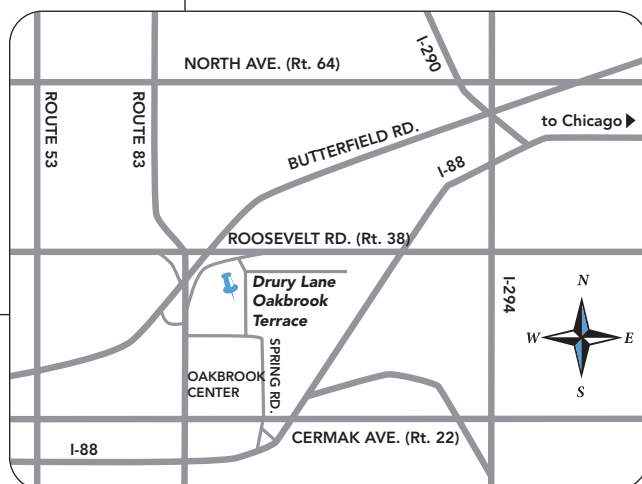 I-290
NORTH AVE. (Rt. 64)
ROUTE 53
ROUTE 83
to Chicago
BUTTERFIELD RD.
I-88
ROOSEVELT RD. (Rt. 38)
Drury Lane
Oakbrook
Terrace
I-294
N
W
E
S
SPRING RD.
OAKBROOK
CENTER
CERMAK AVE. (Rt. 22)
I-88